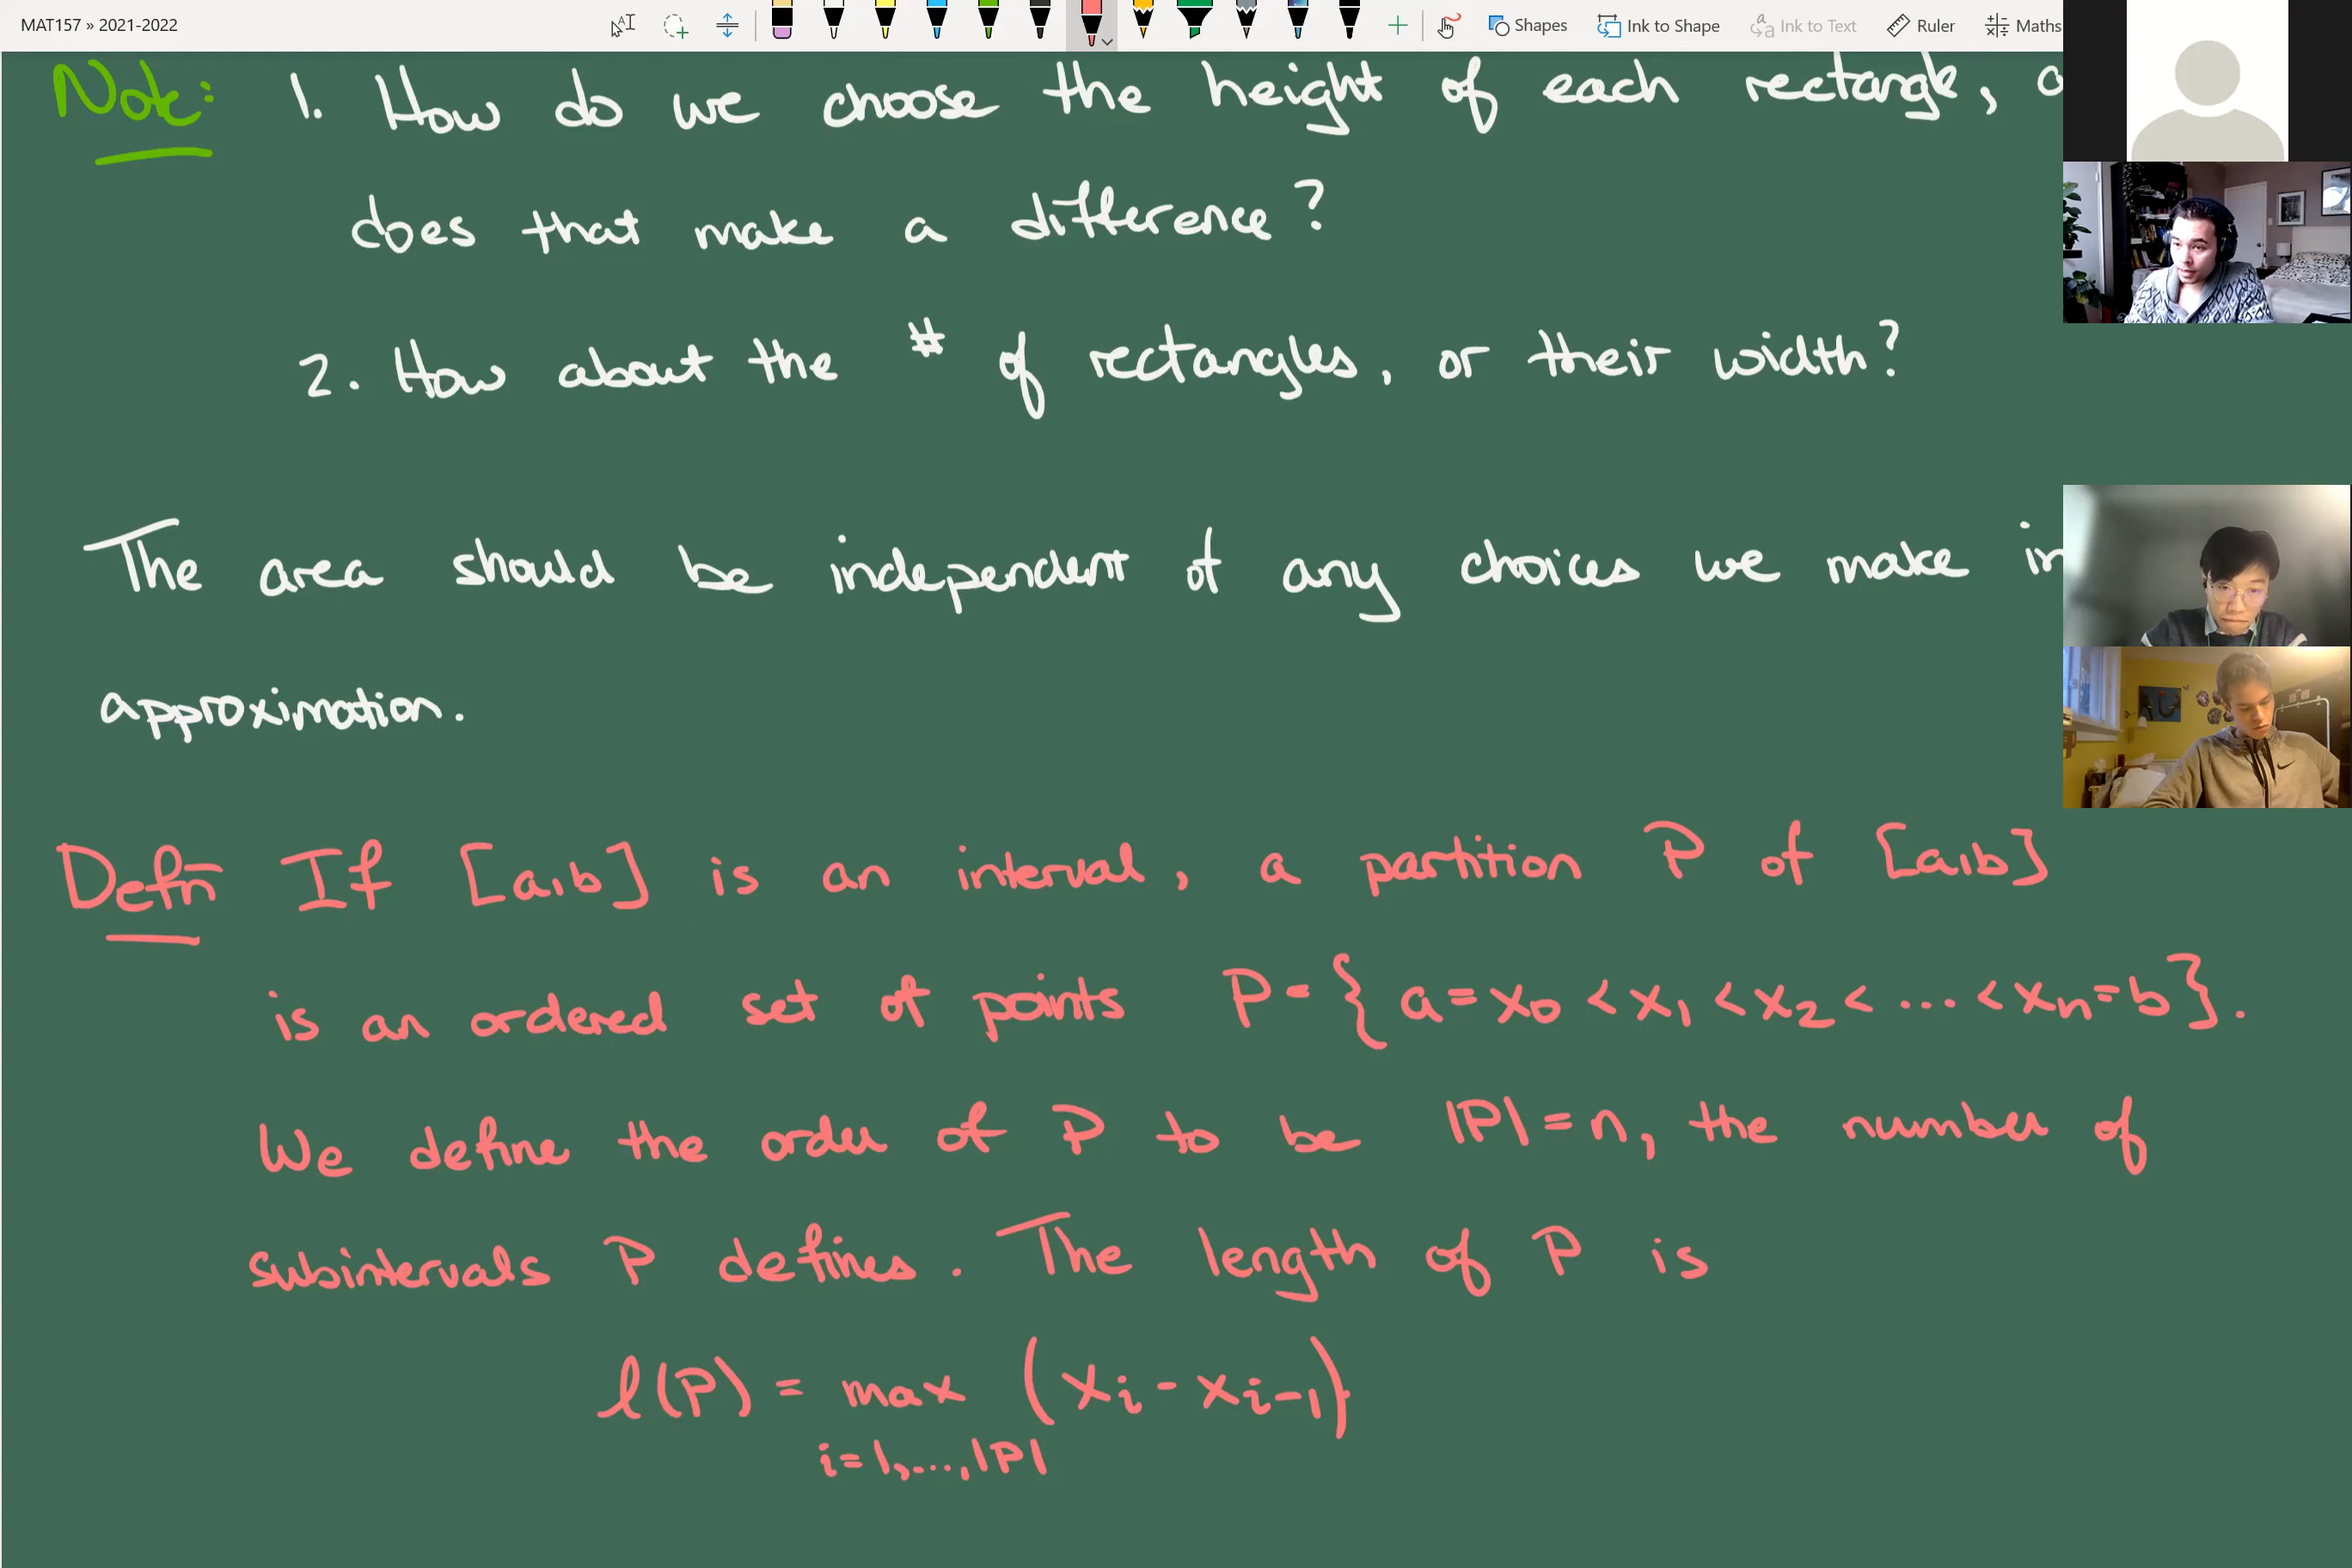 MAT157 » 2021-2022
Shapes
Ink to Shape
Ink to Text
Ruler
Maths
Note: 1. How do we choose the height of each rectangle,
does that make a difference?
2. How about the # of rectangles, or their width?
The area should be independent of any choices we make in
approximation.
Defn If [a,b] is an interval, a partition P of [a,b]
is an ordered set of points P = { a = x₀ < x₁ < x₂ < ... < xₙ = b }.
We define the order of P to be |P| = n, the number of
subintervals P defines. The length of P is
ℓ(P) = max (xᵢ - xᵢ₋₁)
i=1,...,|P|